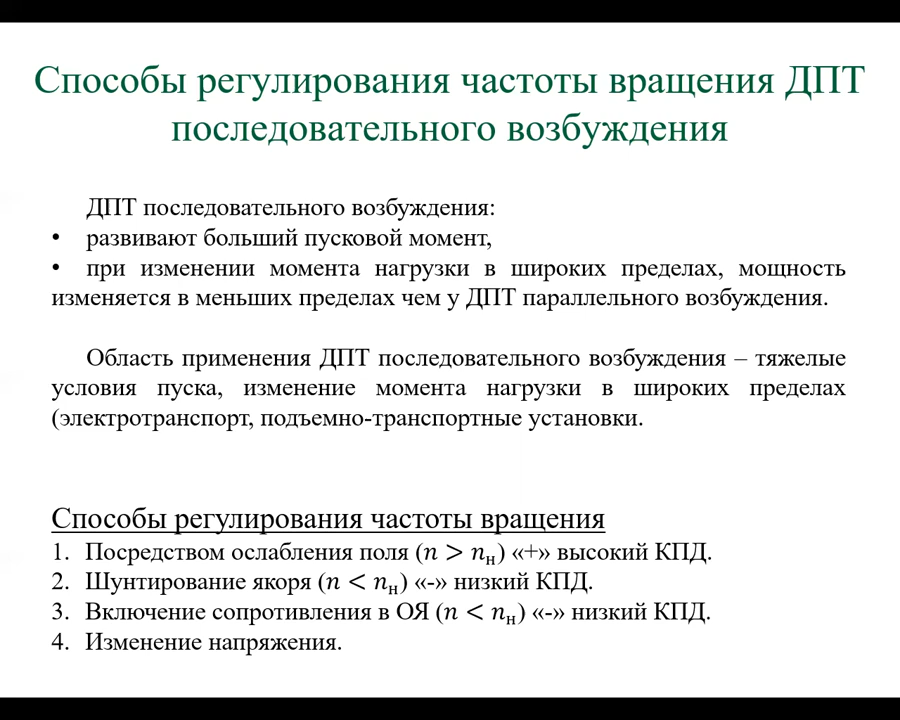 Способы регулирования частоты вращения ДПТ
последовательного возбуждения
ДПТ последовательного возбуждения:
• развивают больший пусковой момент,
• при изменении момента нагрузки в широких пределах, мощность
изменяется в меньших пределах чем у ДПТ параллельного возбуждения.
Область применения ДПТ последовательного возбуждения – тяжелые
условия пуска, изменение момента нагрузки в широких пределах
(электротранспорт, подъемно-транспортные установки.
Способы регулирования частоты вращения
1. Посредством ослабления поля (n > nн) «+» высокий КПД.
2. Шунтирование якоря (n < nн) «-» низкий КПД.
3. Включение сопротивления в ОЯ (n < nн) «-» низкий КПД.
4. Изменение напряжения.